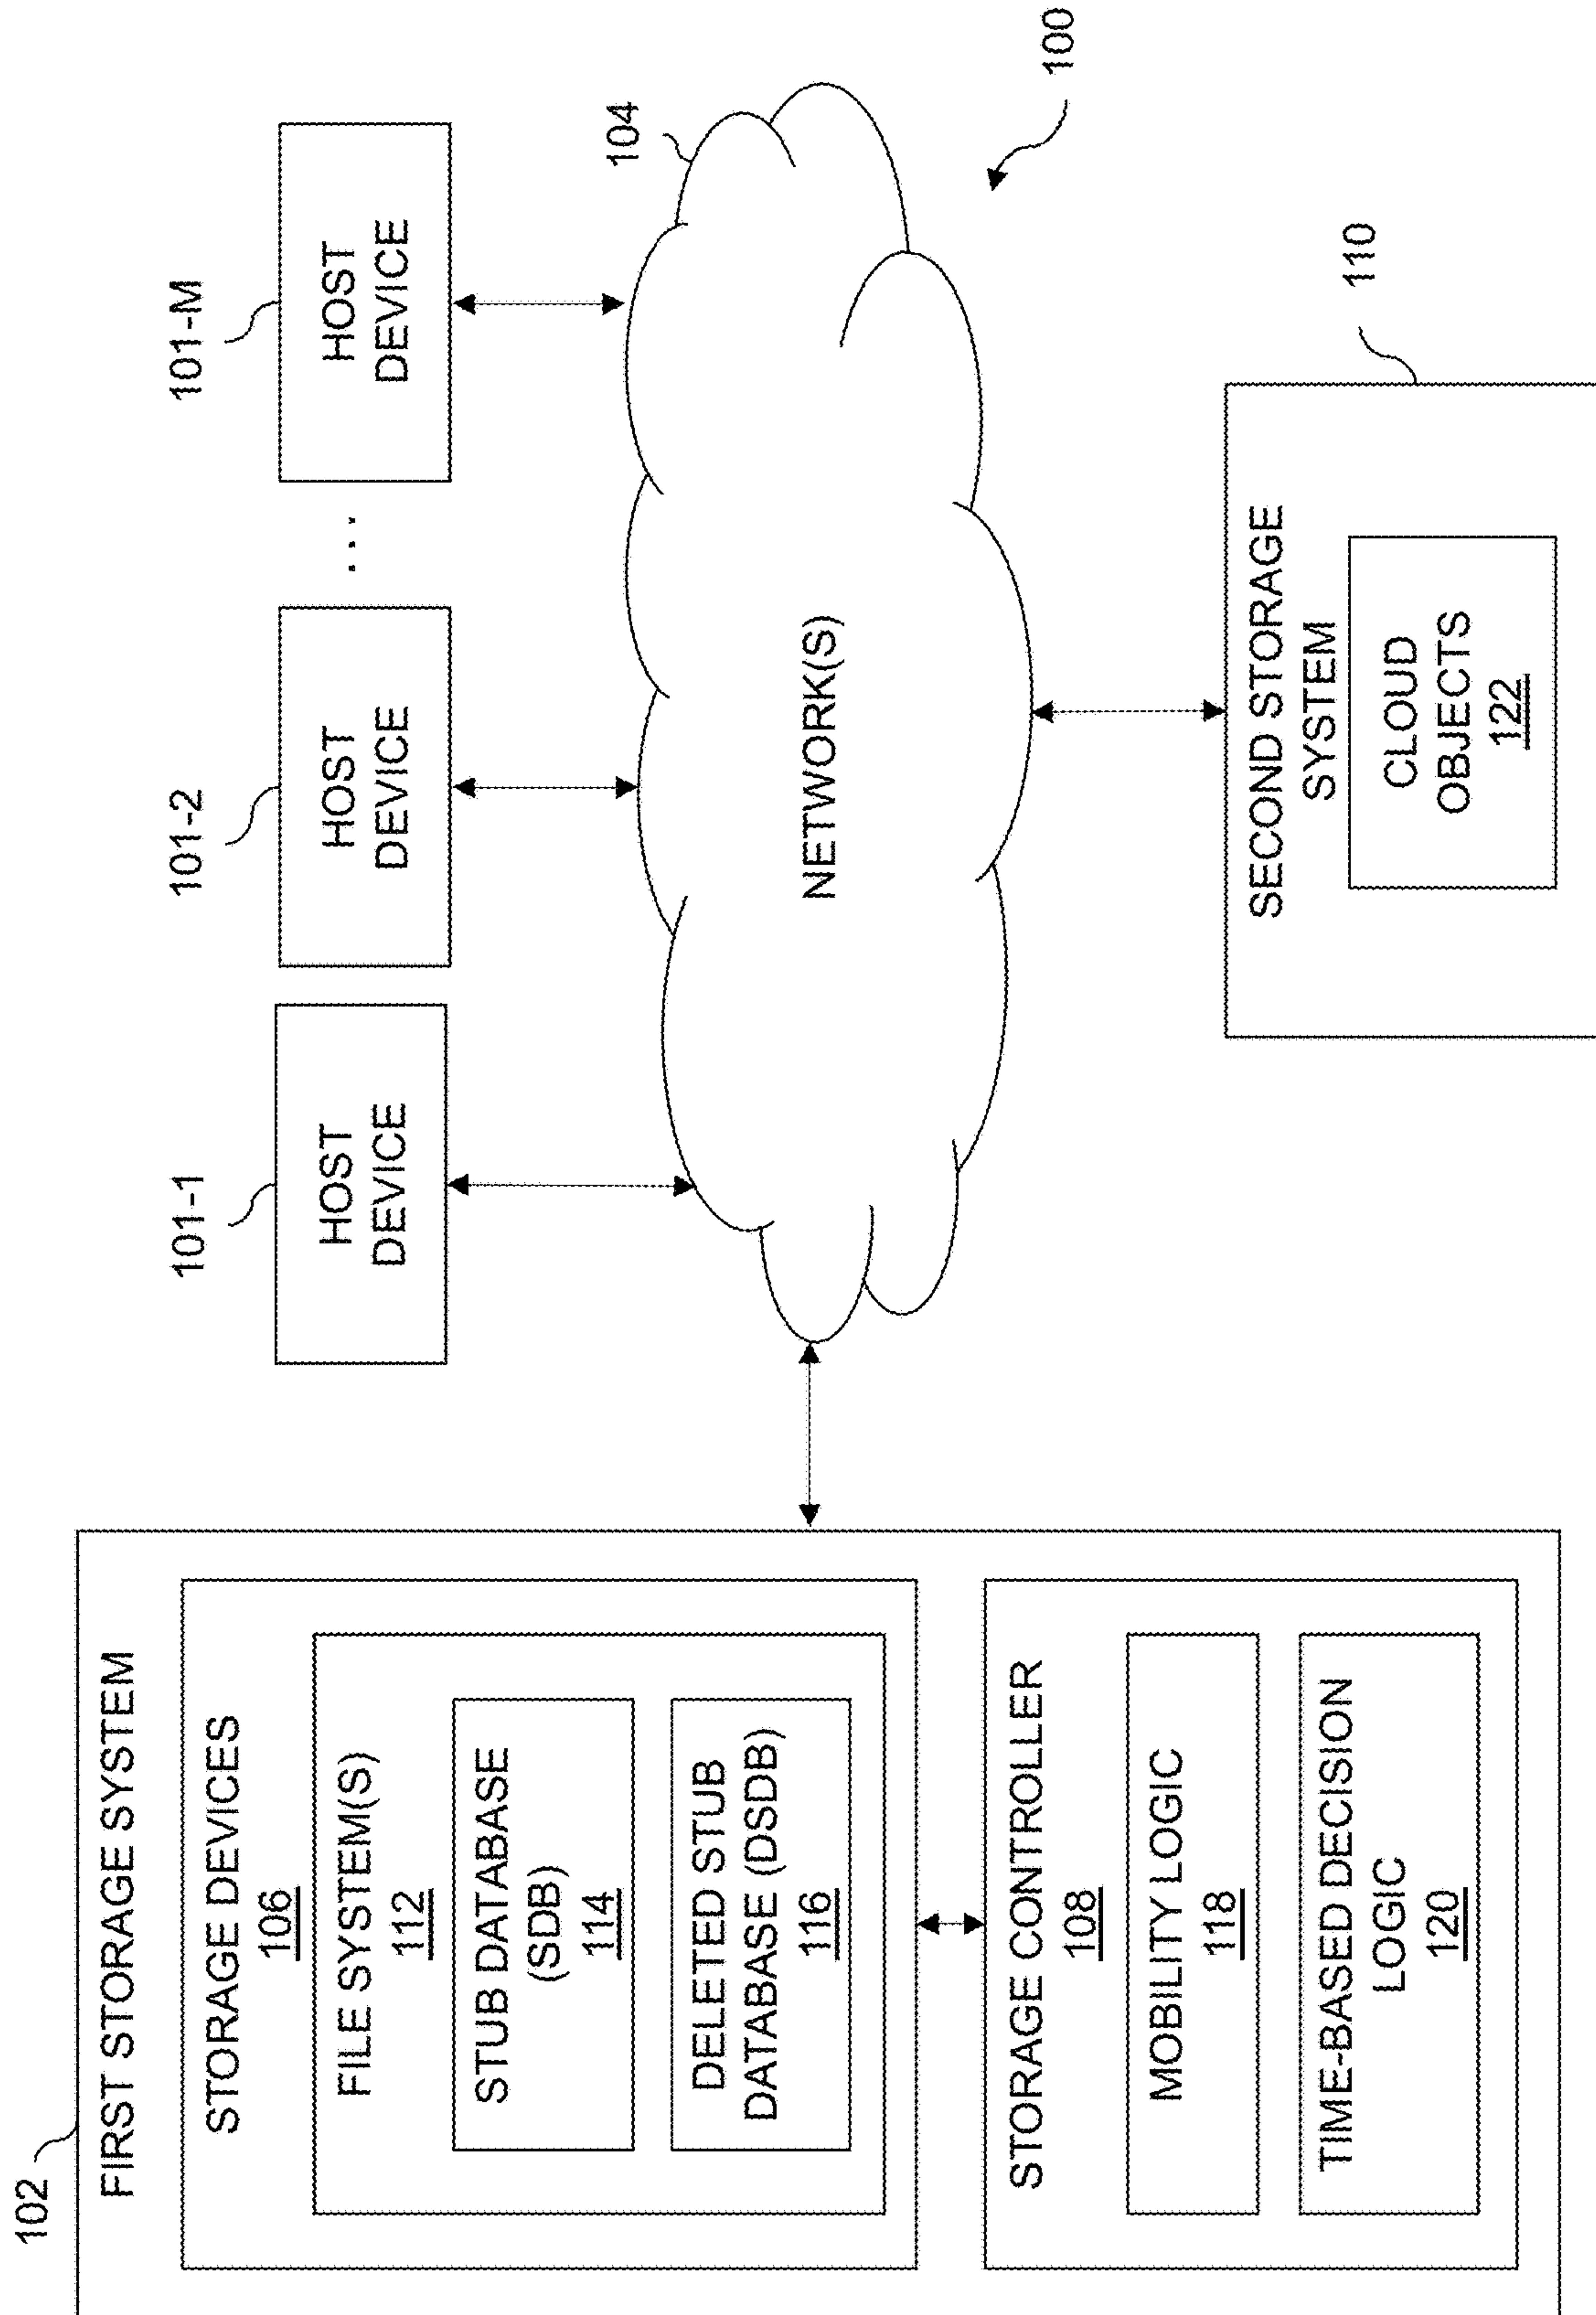 102
FIRST STORAGE SYSTEM
STORAGE DEVICES
106
FILE SYSTEM(S)
112
STUB DATABASE
(SDB)
114
DELETED STUB
DATABASE (DSDB)
116
STORAGE CONTROLLER
108
MOBILITY LOGIC
118
TIME-BASED DECISION
LOGIC
120
101-1
HOST
DEVICE
101-2
HOST
DEVICE
...
101-M
HOST
DEVICE
104
NETWORK(S)
100
110
SECOND STORAGE
SYSTEM
CLOUD
OBJECTS
122